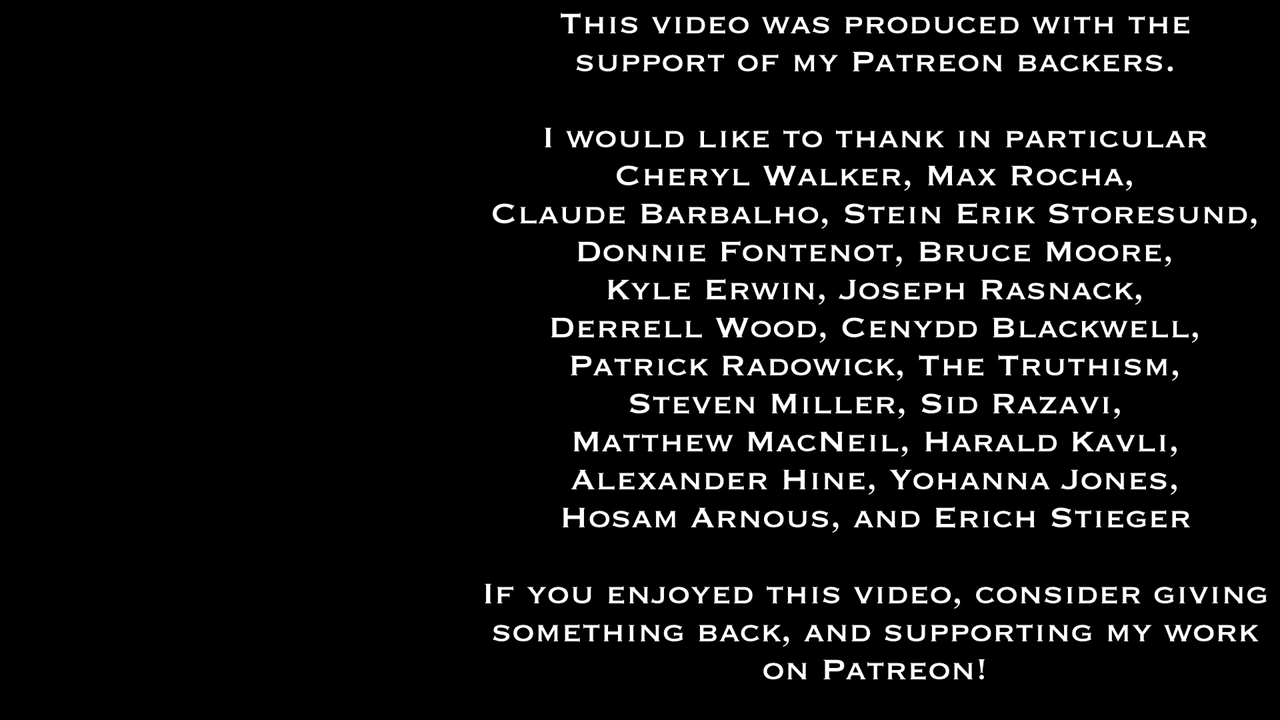 This video was produced with the
support of my Patreon backers.
I would like to thank in particular
Cheryl Walker, Max Rocha,
Claude Barbalho, Stein Erik Storesund,
Donnie Fontenot, Bruce Moore,
Kyle Erwin, Joseph Rasnack,
Derrell Wood, Cenydd Blackwell,
Patrick Radowick, The Truthism,
Steven Miller, Sid Razavi,
Matthew MacNeil, Harald Kavli,
Alexander Hine, Yohanna Jones,
Hosam Arnous, and Erich Stieger
If you enjoyed this video, consider giving
something back, and supporting my work
on Patreon!